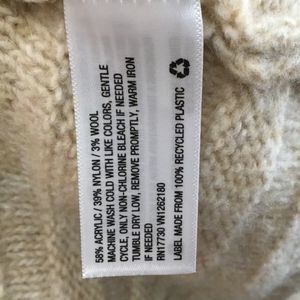 58% ACRYLIC / 39% NYLON / 3% WOOL
MACHINE WASH COLD WITH LIKE COLORS, GENTLE
CYCLE, ONLY NON-CHLORINE BLEACH IF NEEDED
TUMBLE DRY LOW, REMOVE PROMPTLY, WARM IRON
IF NEEDED
RN17730 VN1262180
LABEL MADE FROM 100% RECYCLED PLASTIC